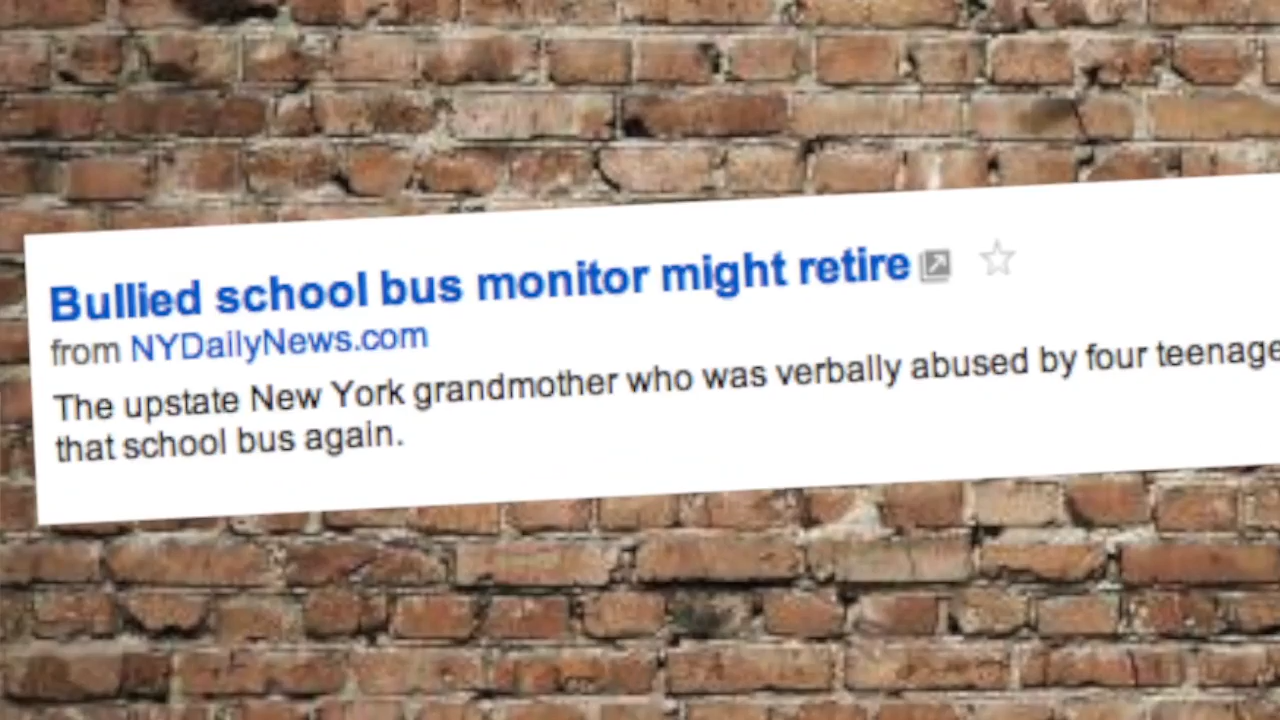 Bullied school bus monitor might retire
from NYDailyNews.com
The upstate New York grandmother who was verbally abused by four teenage
that school bus again.